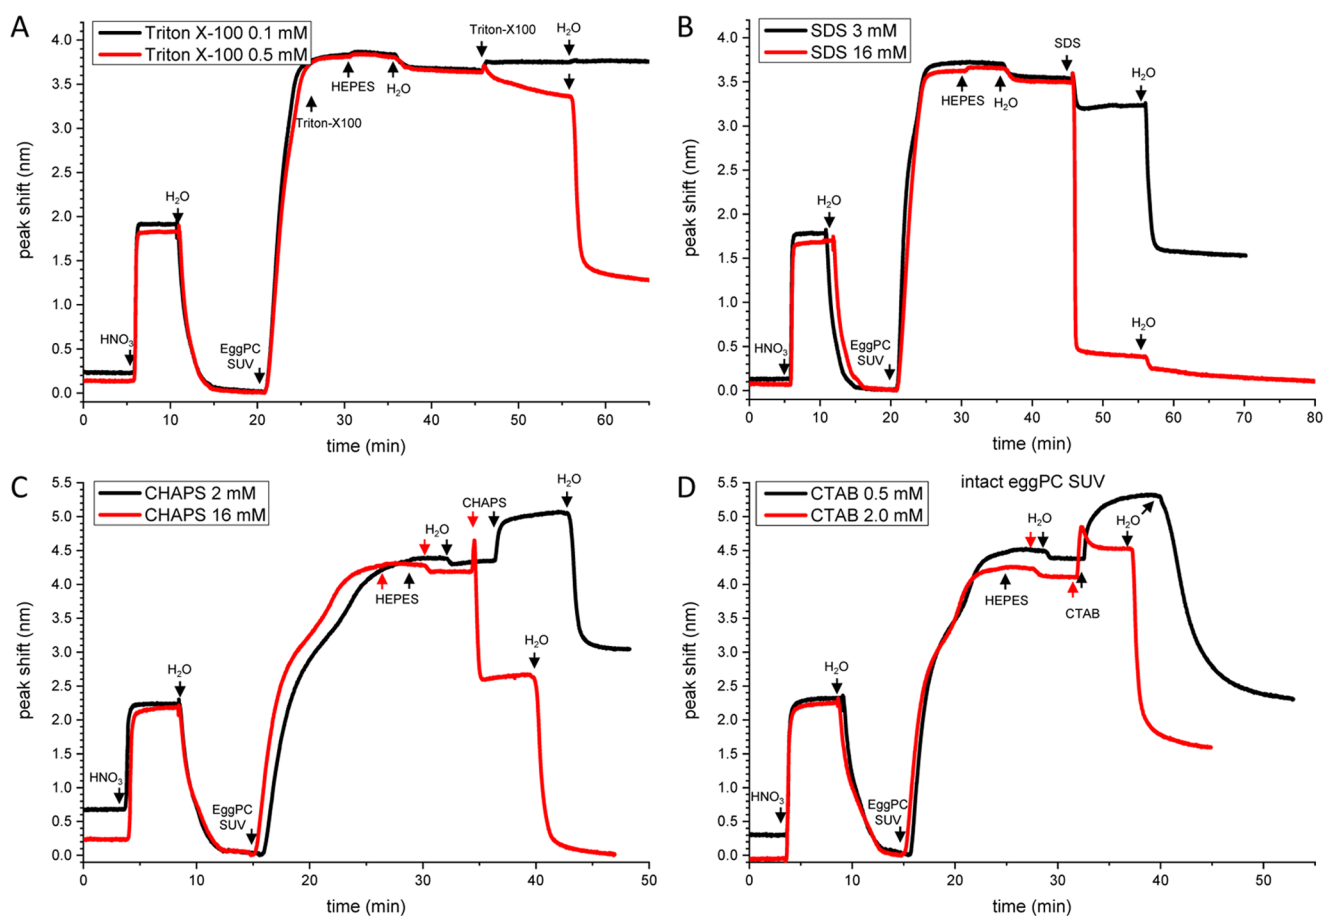 A
Triton X-100 0.1 mM
Triton X-100 0.5 mM
peak shift (nm)
4.0
3.5
3.0
2.5
2.0
1.5
1.0
0.5
0.0
HNO₃
H₂O
EggPC
SUV
Triton-X100
HEPES
H₂O
Triton-X100
H₂O
0 10 20 30 40 50 60
time (min)
B
SDS 3 mM
SDS 16 mM
peak shift (nm)
4.0
3.5
3.0
2.5
2.0
1.5
1.0
0.5
0.0
HNO₃
H₂O
EggPC
SUV
HEPES
H₂O
SDS
H₂O
H₂O
0 10 20 30 40 50 60 70 80
time (min)
C
CHAPS 2 mM
CHAPS 16 mM
peak shift (nm)
5.5
5.0
4.5
4.0
3.5
3.0
2.5
2.0
1.5
1.0
0.5
0.0
HNO₃
H₂O
EggPC
SUV
HEPES
H₂O
CHAPS
H₂O
H₂O
0 10 20 30 40 50
time (min)
D
intact eggPC SUV
CTAB 0.5 mM
CTAB 2.0 mM
peak shift (nm)
5.5
5.0
4.5
4.0
3.5
3.0
2.5
2.0
1.5
1.0
0.5
0.0
HNO₃
H₂O
EggPC
SUV
HEPES
H₂O
CTAB
H₂O
0 10 20 30 40 50 60
time (min)